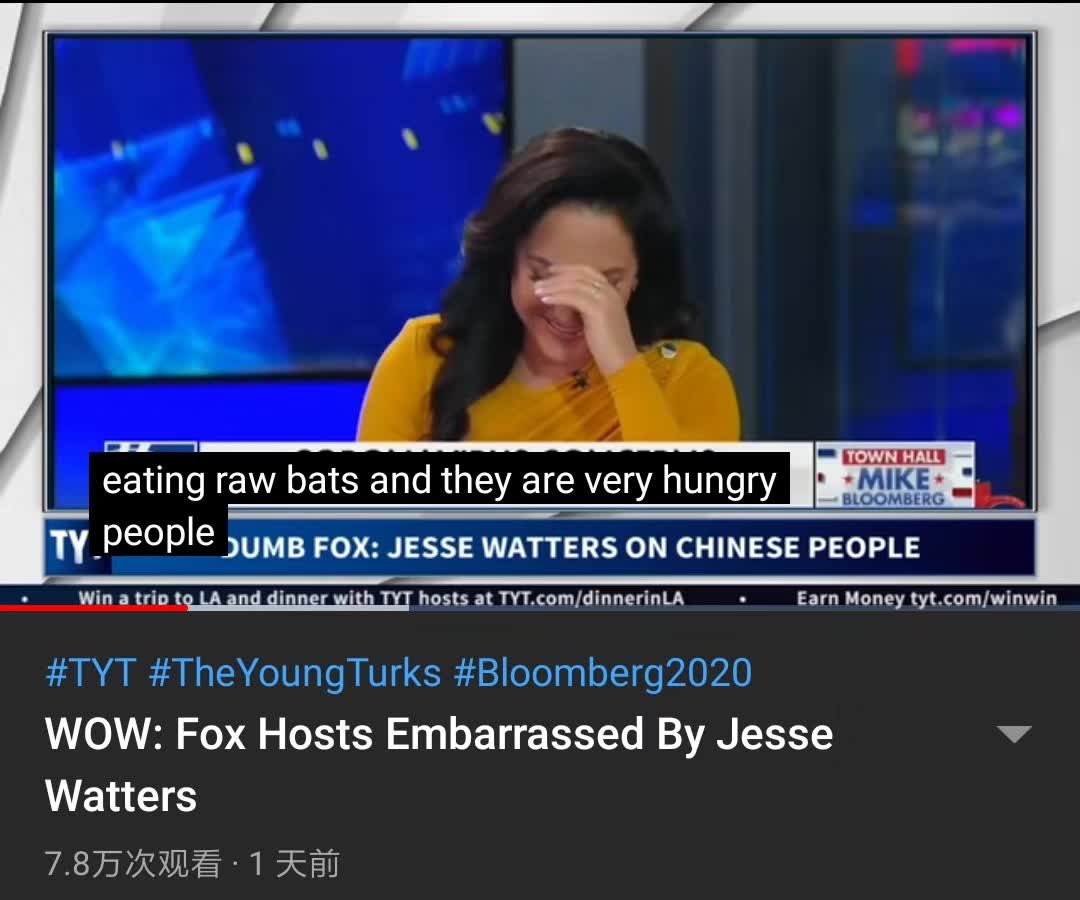 eating raw bats and they are very hungry
people
TOWN HALL
MIKE
BLOOMBERG
TY
DUMB FOX: JESSE WATTERS ON CHINESE PEOPLE
• Win a trip to LA and dinner with TYT hosts at TYT.com/dinnerinLA • Earn Money tyt.com/winwin
#TYT #TheYoungTurks #Bloomberg2020
WOW: Fox Hosts Embarrassed By Jesse
Watters
7.8万次观看 · 1 天前